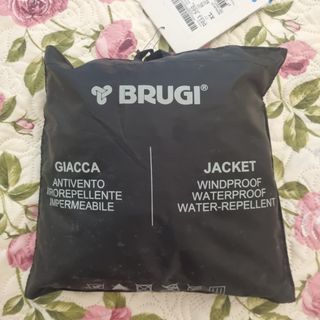 BRUGI®
GIACCA
ANTIVENTO
IDROREPELLENTE
IMPERMEABILE
JACKET
WINDPROOF
WATERPROOF
WATER-REPELLENT